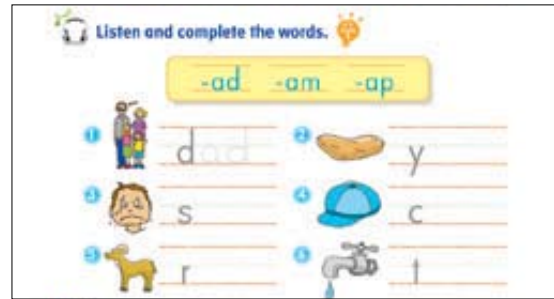 Listen and complete the words.
-ad -am -ap
1 dad 2 y
3 s 4 c
5 r 6 t